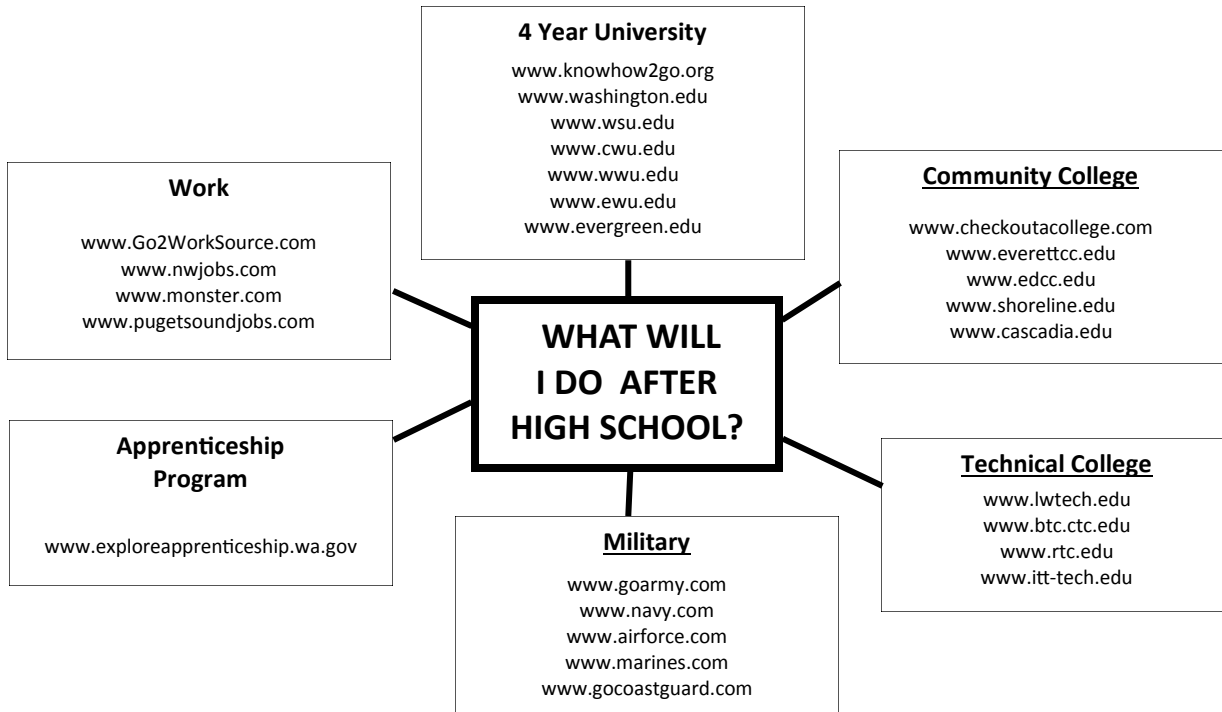 4 Year University
www.knowhow2go.org
www.washington.edu
www.wsu.edu
www.cwu.edu
www.wwu.edu
www.ewu.edu
www.evergreen.edu
Work
www.Go2WorkSource.com
www.nwjobs.com
www.monster.com
www.pugetsoundjobs.com
Community College
www.checkoutacollege.com
www.everettcc.edu
www.edcc.edu
www.shoreline.edu
www.cascadia.edu
WHAT WILL
I DO AFTER
HIGH SCHOOL?
Apprenticeship
Program
www.exploreapprenticeship.wa.gov
Technical College
www.lwtech.edu
www.btc.ctc.edu
www.rtc.edu
www.itt-tech.edu
Military
www.goarmy.com
www.navy.com
www.airforce.com
www.marines.com
www.gocoastguard.com